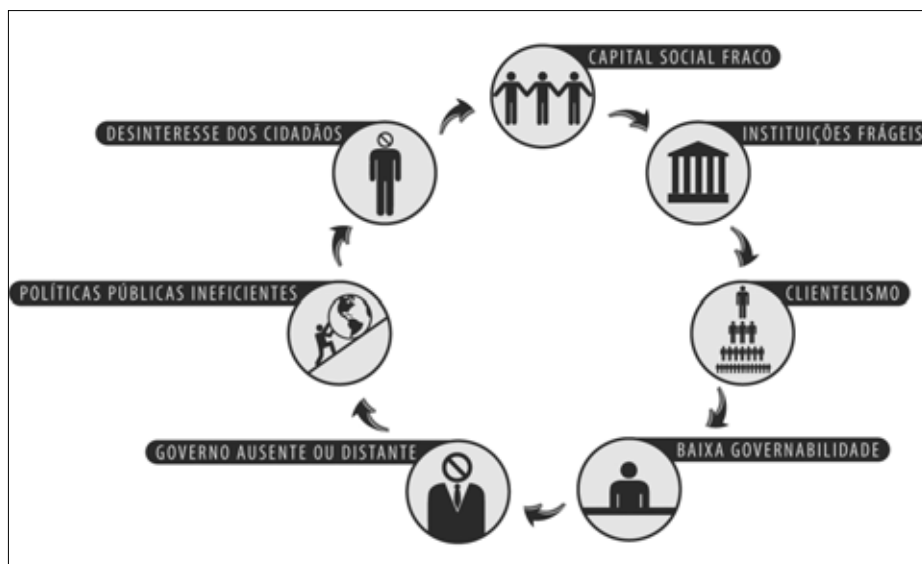 CAPITAL SOCIAL FRACO
INSTITUIÇÕES FRÁGEIS
CLIENTELISMO
BAIXA GOVERNABILIDADE
GOVERNO AUSENTE OU DISTANTE
POLÍTICAS PÚBLICAS INEFICIENTES
DESINTERESSE DOS CIDADÃOS